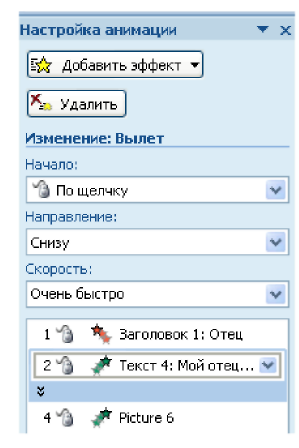 Настройка анимации
Добавить эффект
Удалить
Изменение: Вылет
Начало:
По щелчку
Направление:
Снизу
Скорость:
Очень быстро
1 Заголовок 1: Отец
2 Текст 4: Мой отец...
4 Picture 6